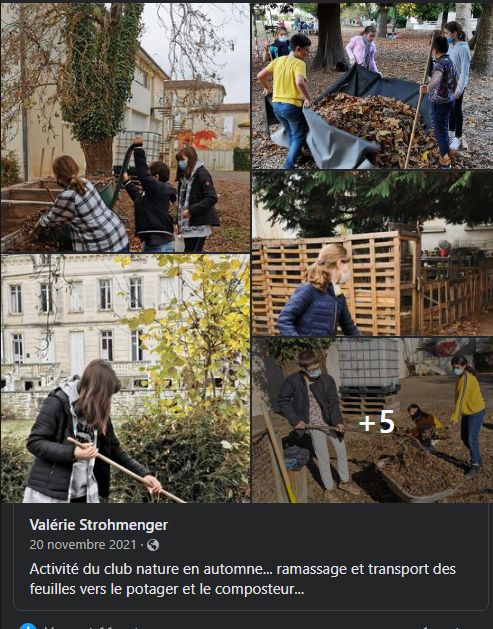 +5
Valérie Strohmenger
20 novembre 2021 ·
Activité du club nature en automne... ramassage et transport des
feuilles vers le potager et le composteur...